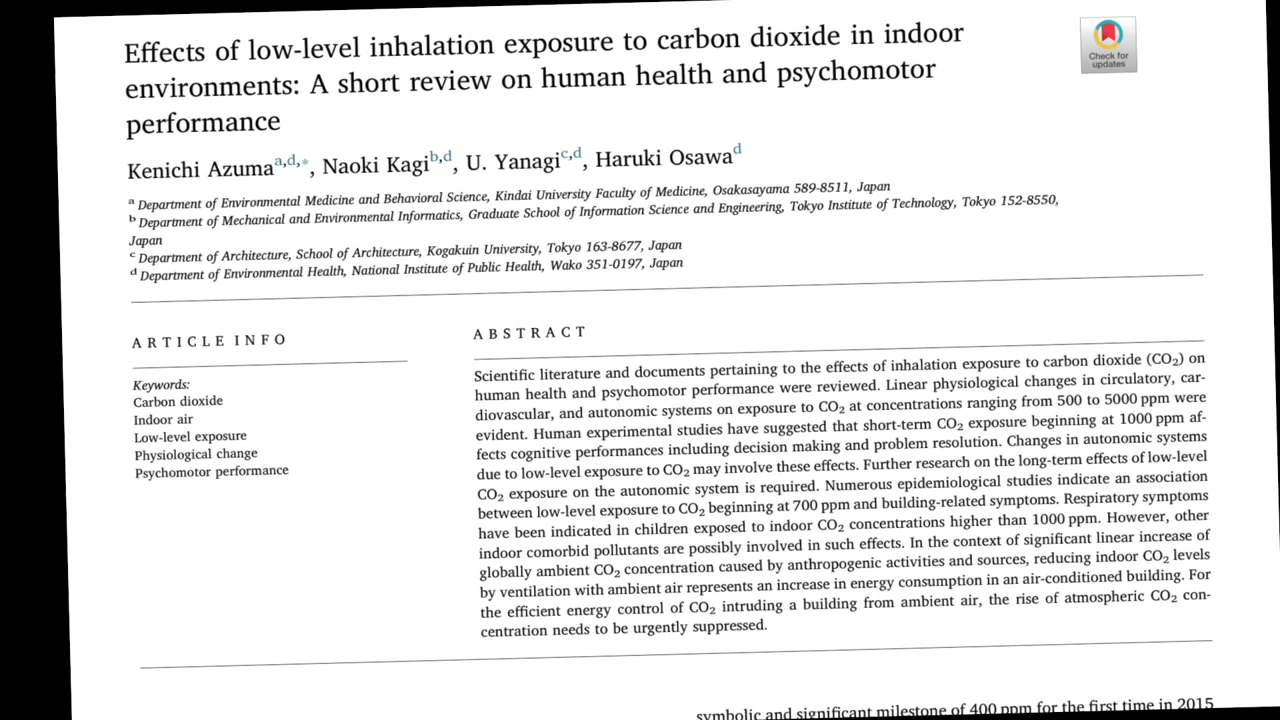 Effects of low-level inhalation exposure to carbon dioxide in indoor
environments: A short review on human health and psychomotor
performance
Check for
updates
Kenichi Azumaa,d,*, Naoki Kagib,d, U. Yanagic,d, Haruki Osawad
a Department of Environmental Medicine and Behavioral Science, Kindai University Faculty of Medicine, Osakasayama 589-8511, Japan
b Department of Mechanical and Environmental Informatics, Graduate School of Information Science and Engineering, Tokyo Institute of Technology, Tokyo 152-8550,
Japan
c Department of Architecture, School of Architecture, Kogakuin University, Tokyo 163-8677, Japan
d Department of Environmental Health, National Institute of Public Health, Wako 351-0197, Japan
ARTICLE INFO
Keywords:
Carbon dioxide
Indoor air
Low-level exposure
Physiological change
Psychomotor performance
ABSTRACT
Scientific literature and documents pertaining to the effects of inhalation exposure to carbon dioxide (CO2) on
human health and psychomotor performance were reviewed. Linear physiological changes in circulatory, car-
diovascular, and autonomic systems on exposure to CO2 at concentrations ranging from 500 to 5000 ppm were
evident. Human experimental studies have suggested that short-term CO2 exposure beginning at 1000 ppm af-
fects cognitive performances including decision making and problem resolution. Changes in autonomic systems
due to low-level exposure to CO2 may involve these effects. Further research on the long-term effects of low-level
CO2 exposure on the autonomic system is required. Numerous epidemiological studies indicate an association
between low-level exposure to CO2 beginning at 700 ppm and building-related symptoms. Respiratory symptoms
have been indicated in children exposed to indoor CO2 concentrations higher than 1000 ppm. However, other
indoor comorbid pollutants are possibly involved in such effects. In the context of significant linear increase of
globally ambient CO2 concentration caused by anthropogenic activities and sources, reducing indoor CO2 levels
by ventilation with ambient air represents an increase in energy consumption in an air-conditioned building. For
the efficient energy control of CO2 intruding a building from ambient air, the rise of atmospheric CO2 con-
centration needs to be urgently suppressed.
symbolic and significant milestone of 400 ppm for the first time in 2015